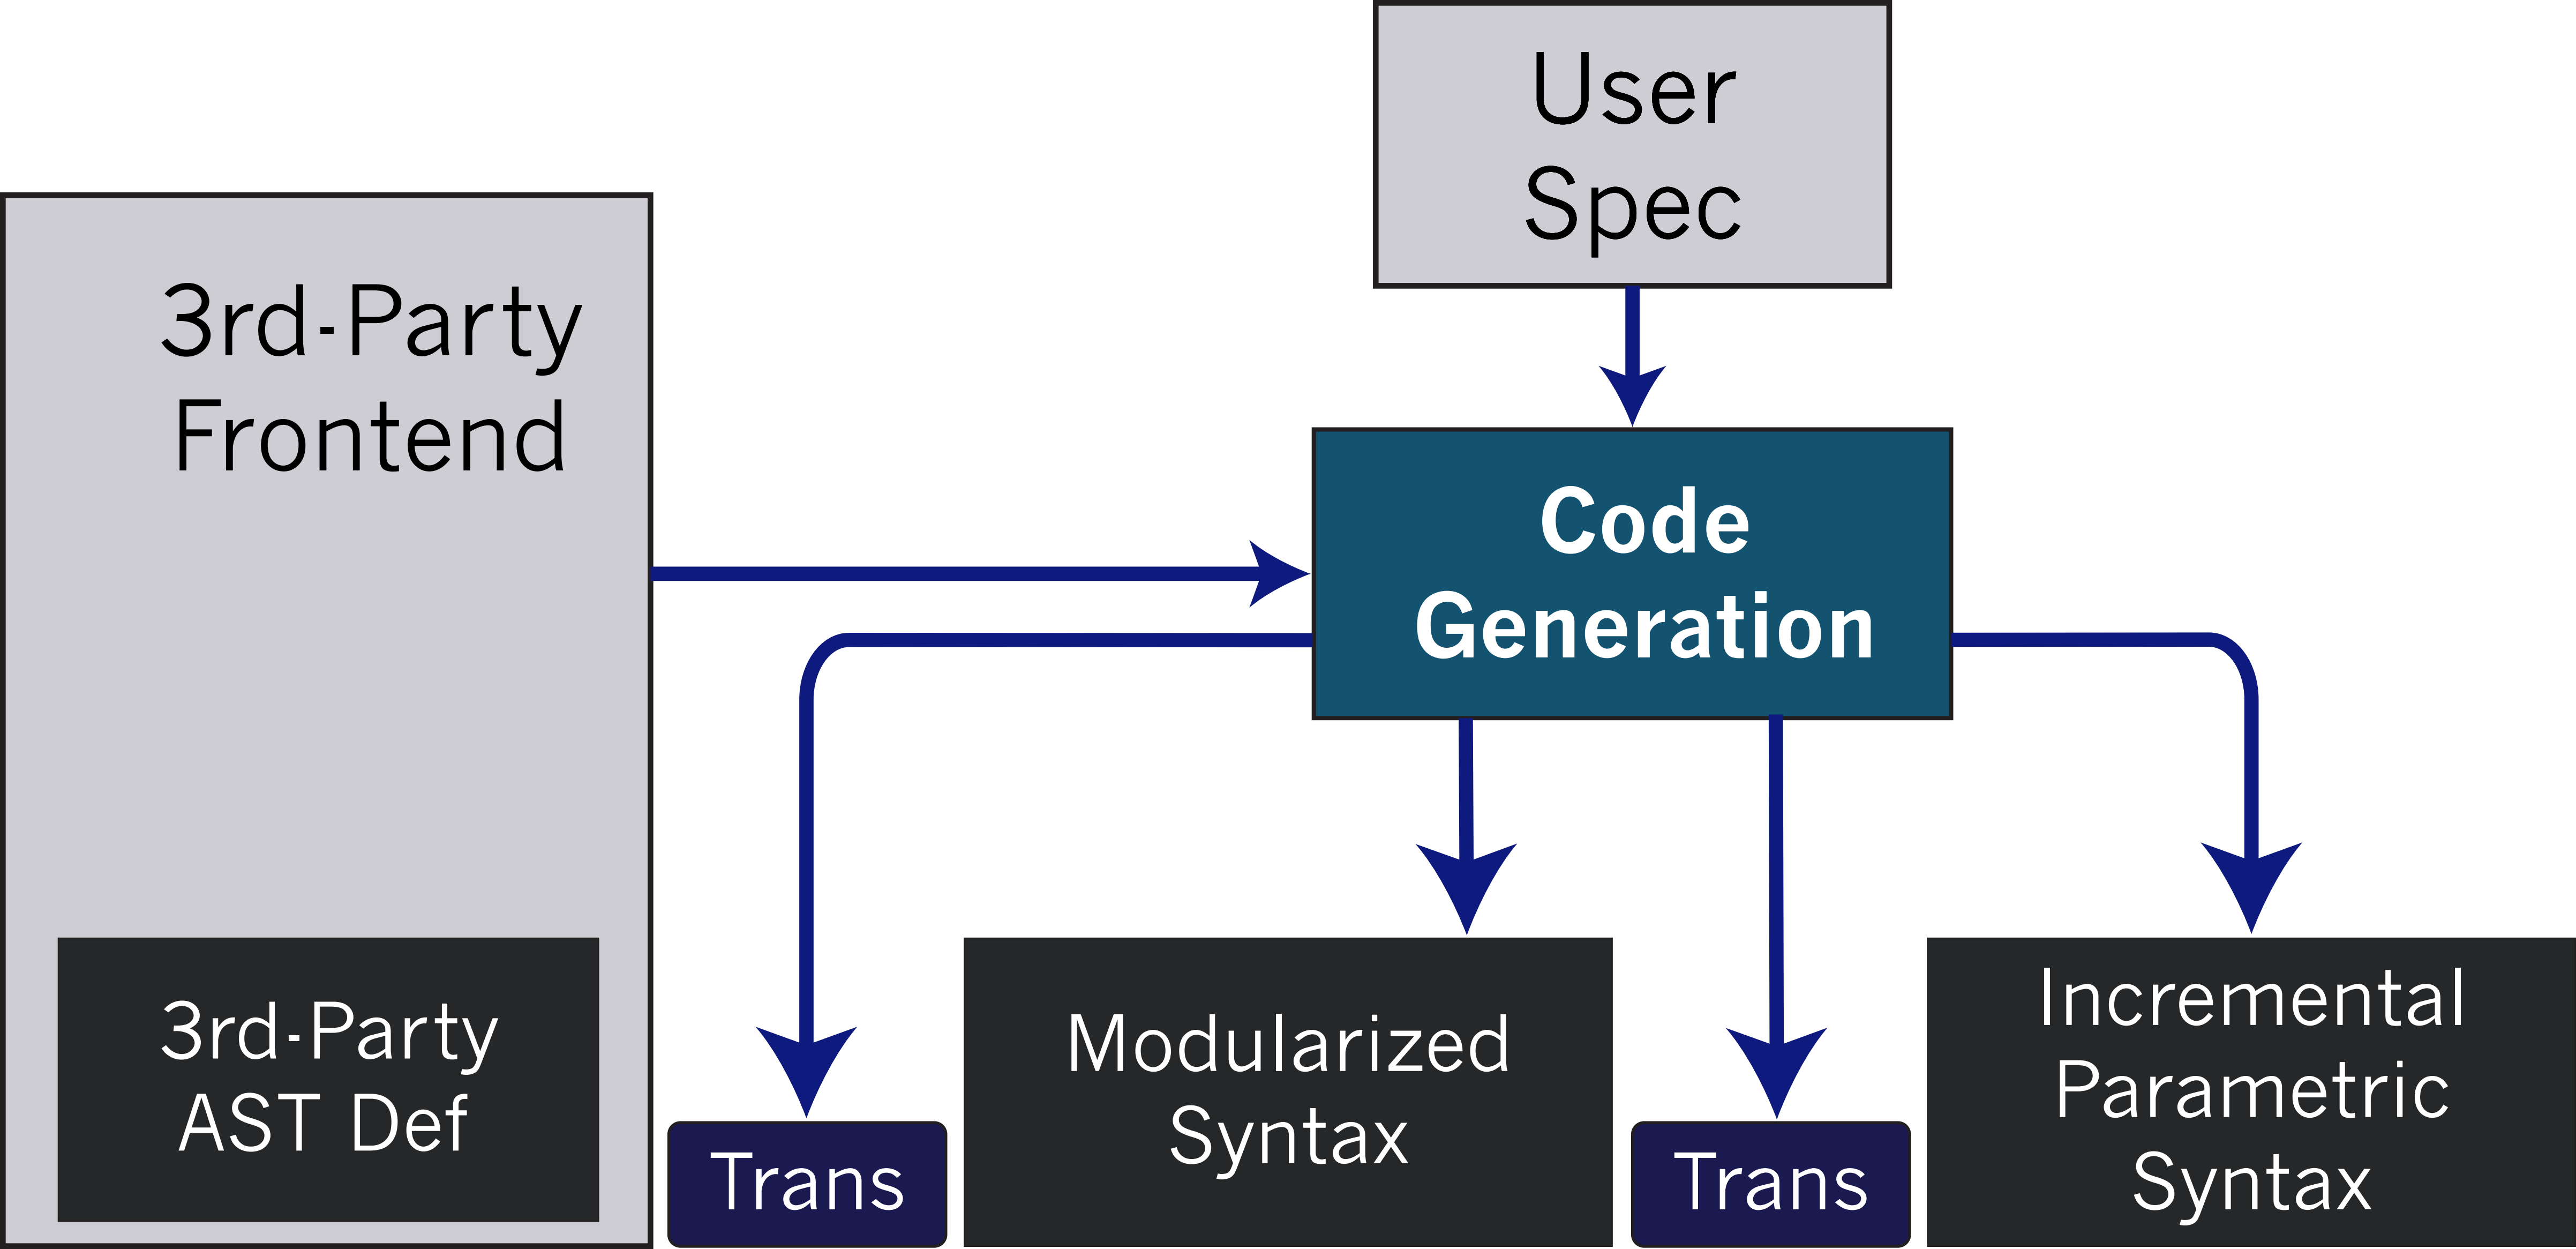 User
Spec
3rd-Party
Frontend
Code
Generation
3rd-Party
AST Def
Trans
Modularized
Syntax
Trans
Incremental
Parametric
Syntax